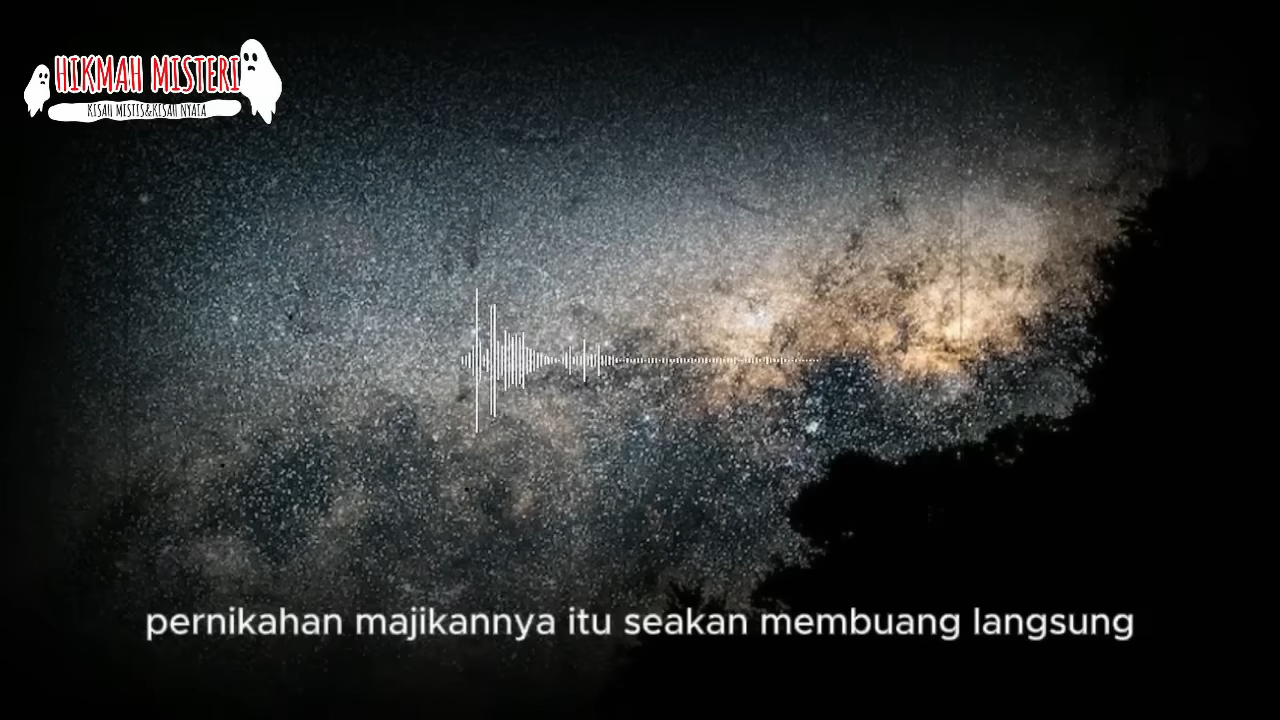 HIKMAH MISTERI
KISAH MISTIS&KISAH NYATA
pernikahan majikannya itu seakan membuang langsung